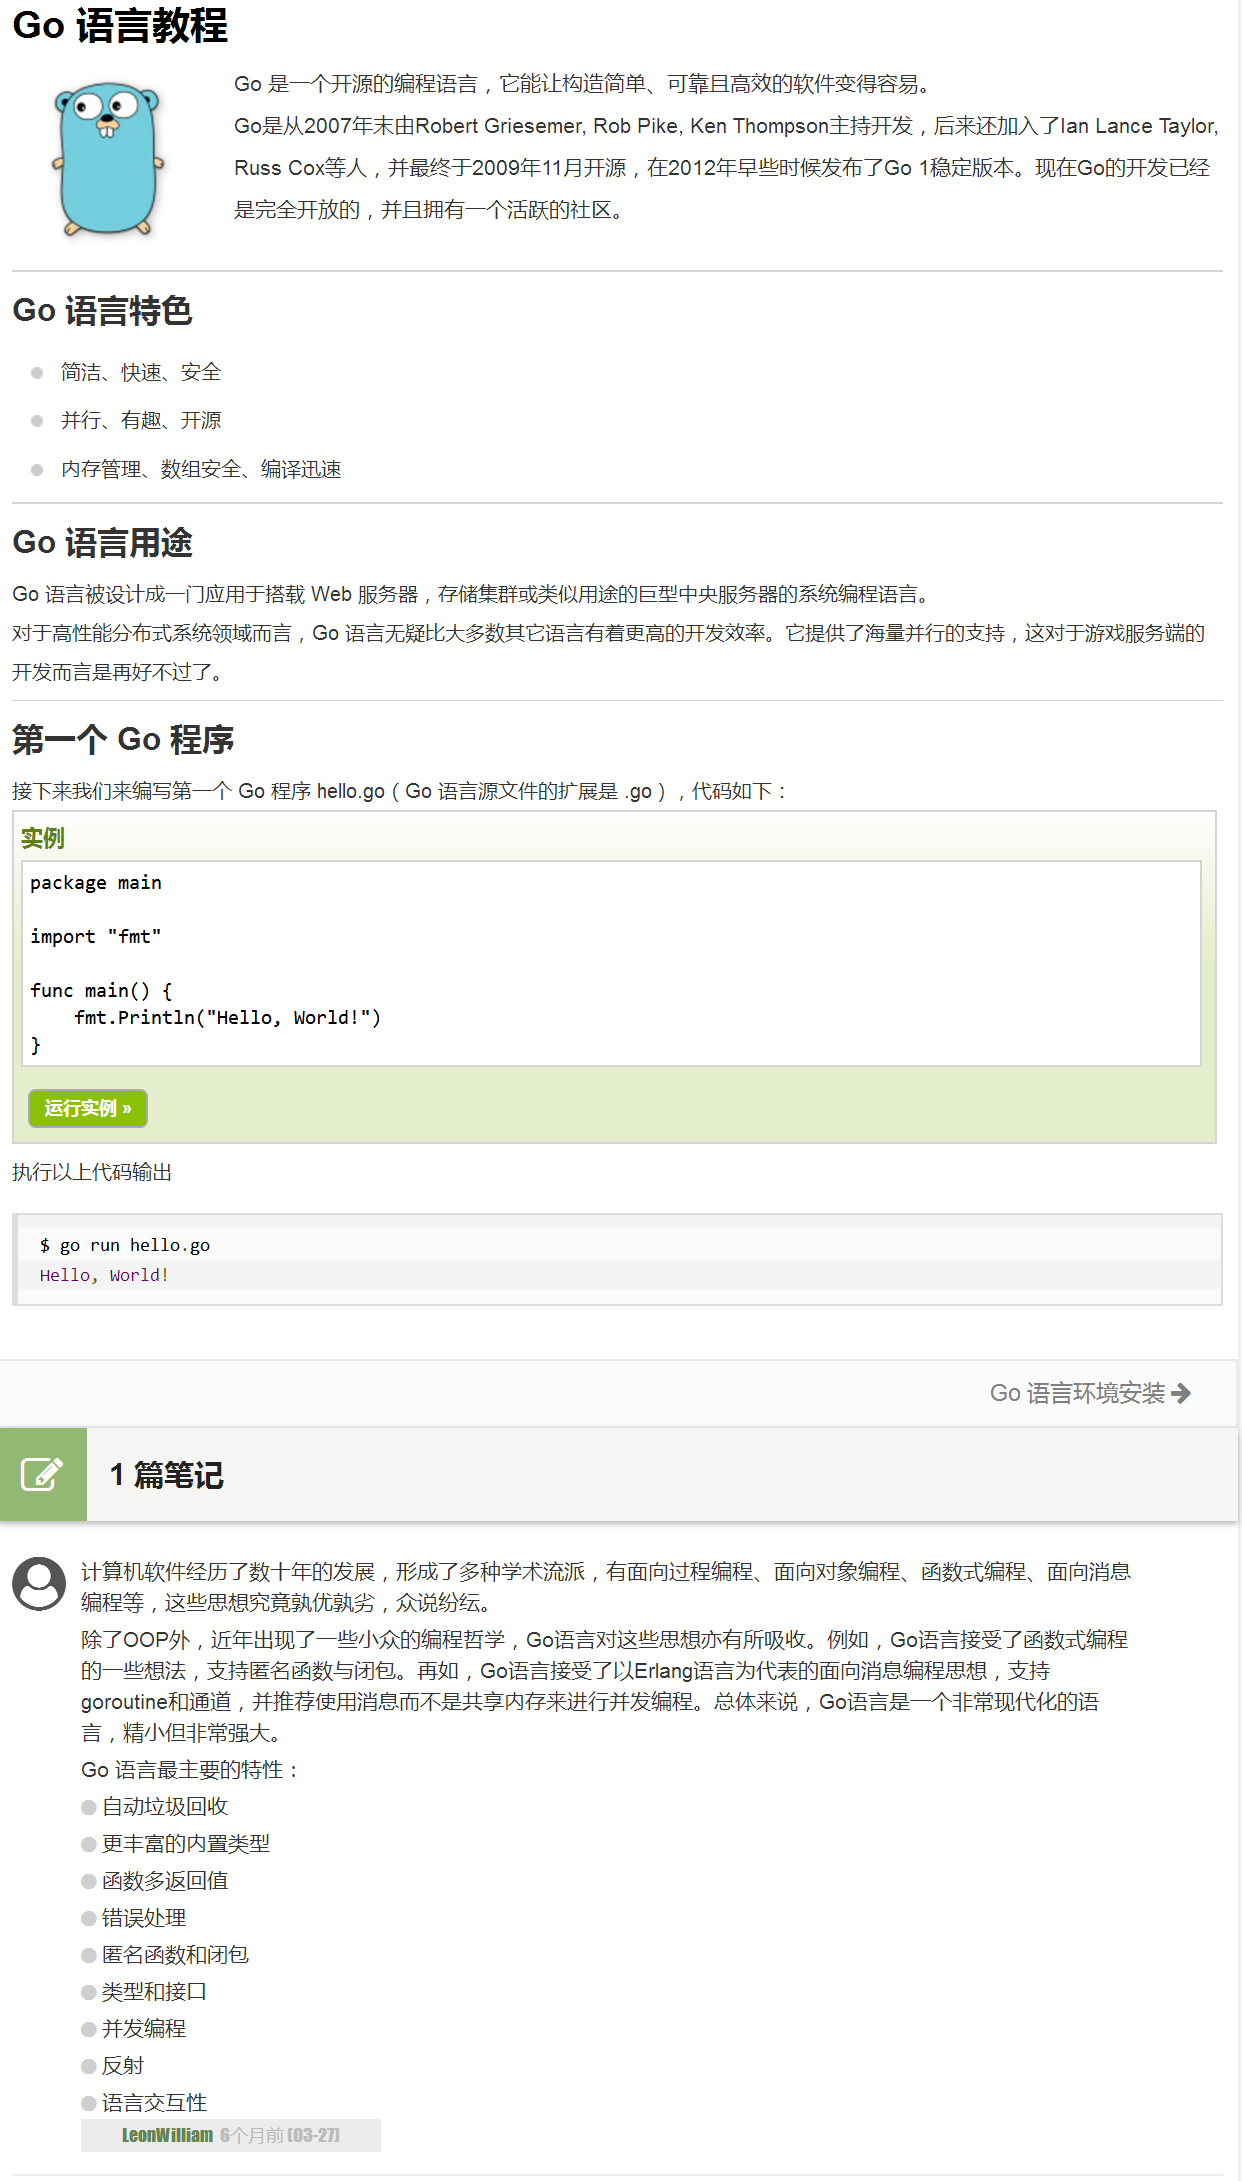 Go 语言教程
Go 是一个开源的编程语言，它能让构造简单、可靠且高效的软件变得容易。
Go是从2007年末由Robert Griesemer, Rob Pike, Ken Thompson主持开发，后来还加入了Ian Lance Taylor,
Russ Cox等人，并最终于2009年11月开源，在2012年早些时候发布了Go 1稳定版本。现在Go的开发已经
是完全开放的，并且拥有一个活跃的社区。
Go 语言特色
简洁、快速、安全
并行、有趣、开源
内存管理、数组安全、编译迅速
Go 语言用途
Go 语言被设计成一门应用于搭载 Web 服务器，存储集群或类似用途的巨型中央服务器的系统编程语言。
对于高性能分布式系统领域而言，Go 语言无疑比大多数其它语言有着更高的开发效率。它提供了海量并行的支持，这对于游戏服务端的
开发而言是再好不过了。
第一个 Go 程序
接下来我们来编写第一个 Go 程序 hello.go（Go 语言源文件的扩展是 .go），代码如下：
实例
package main
import "fmt"
func main() {
    fmt.Println("Hello, World!")
}
运行实例 »
执行以上代码输出
$ go run hello.go
Hello, World!
Go 语言环境安装
1 篇笔记
计算机软件经历了数十年的发展，形成了多种学术流派，有面向过程编程、面向对象编程、函数式编程、面向消息
编程等，这些思想究竟孰优孰劣，众说纷纭。
除了OOP外，近年出现了一些小众的编程哲学，Go语言对这些思想亦有所吸收。例如，Go语言接受了函数式编程
的一些想法，支持匿名函数与闭包。再如，Go语言接受了以Erlang语言为代表的面向消息编程思想，支持
goroutine和通道，并推荐使用消息而不是共享内存来进行并发编程。总体来说，Go语言是一个非常现代化的语
言，精小但非常强大。
Go 语言最主要的特性：
自动垃圾回收
更丰富的内置类型
函数多返回值
错误处理
匿名函数和闭包
类型和接口
并发编程
反射
语言交互性
LeonWilliam 6个月前 (03-27)